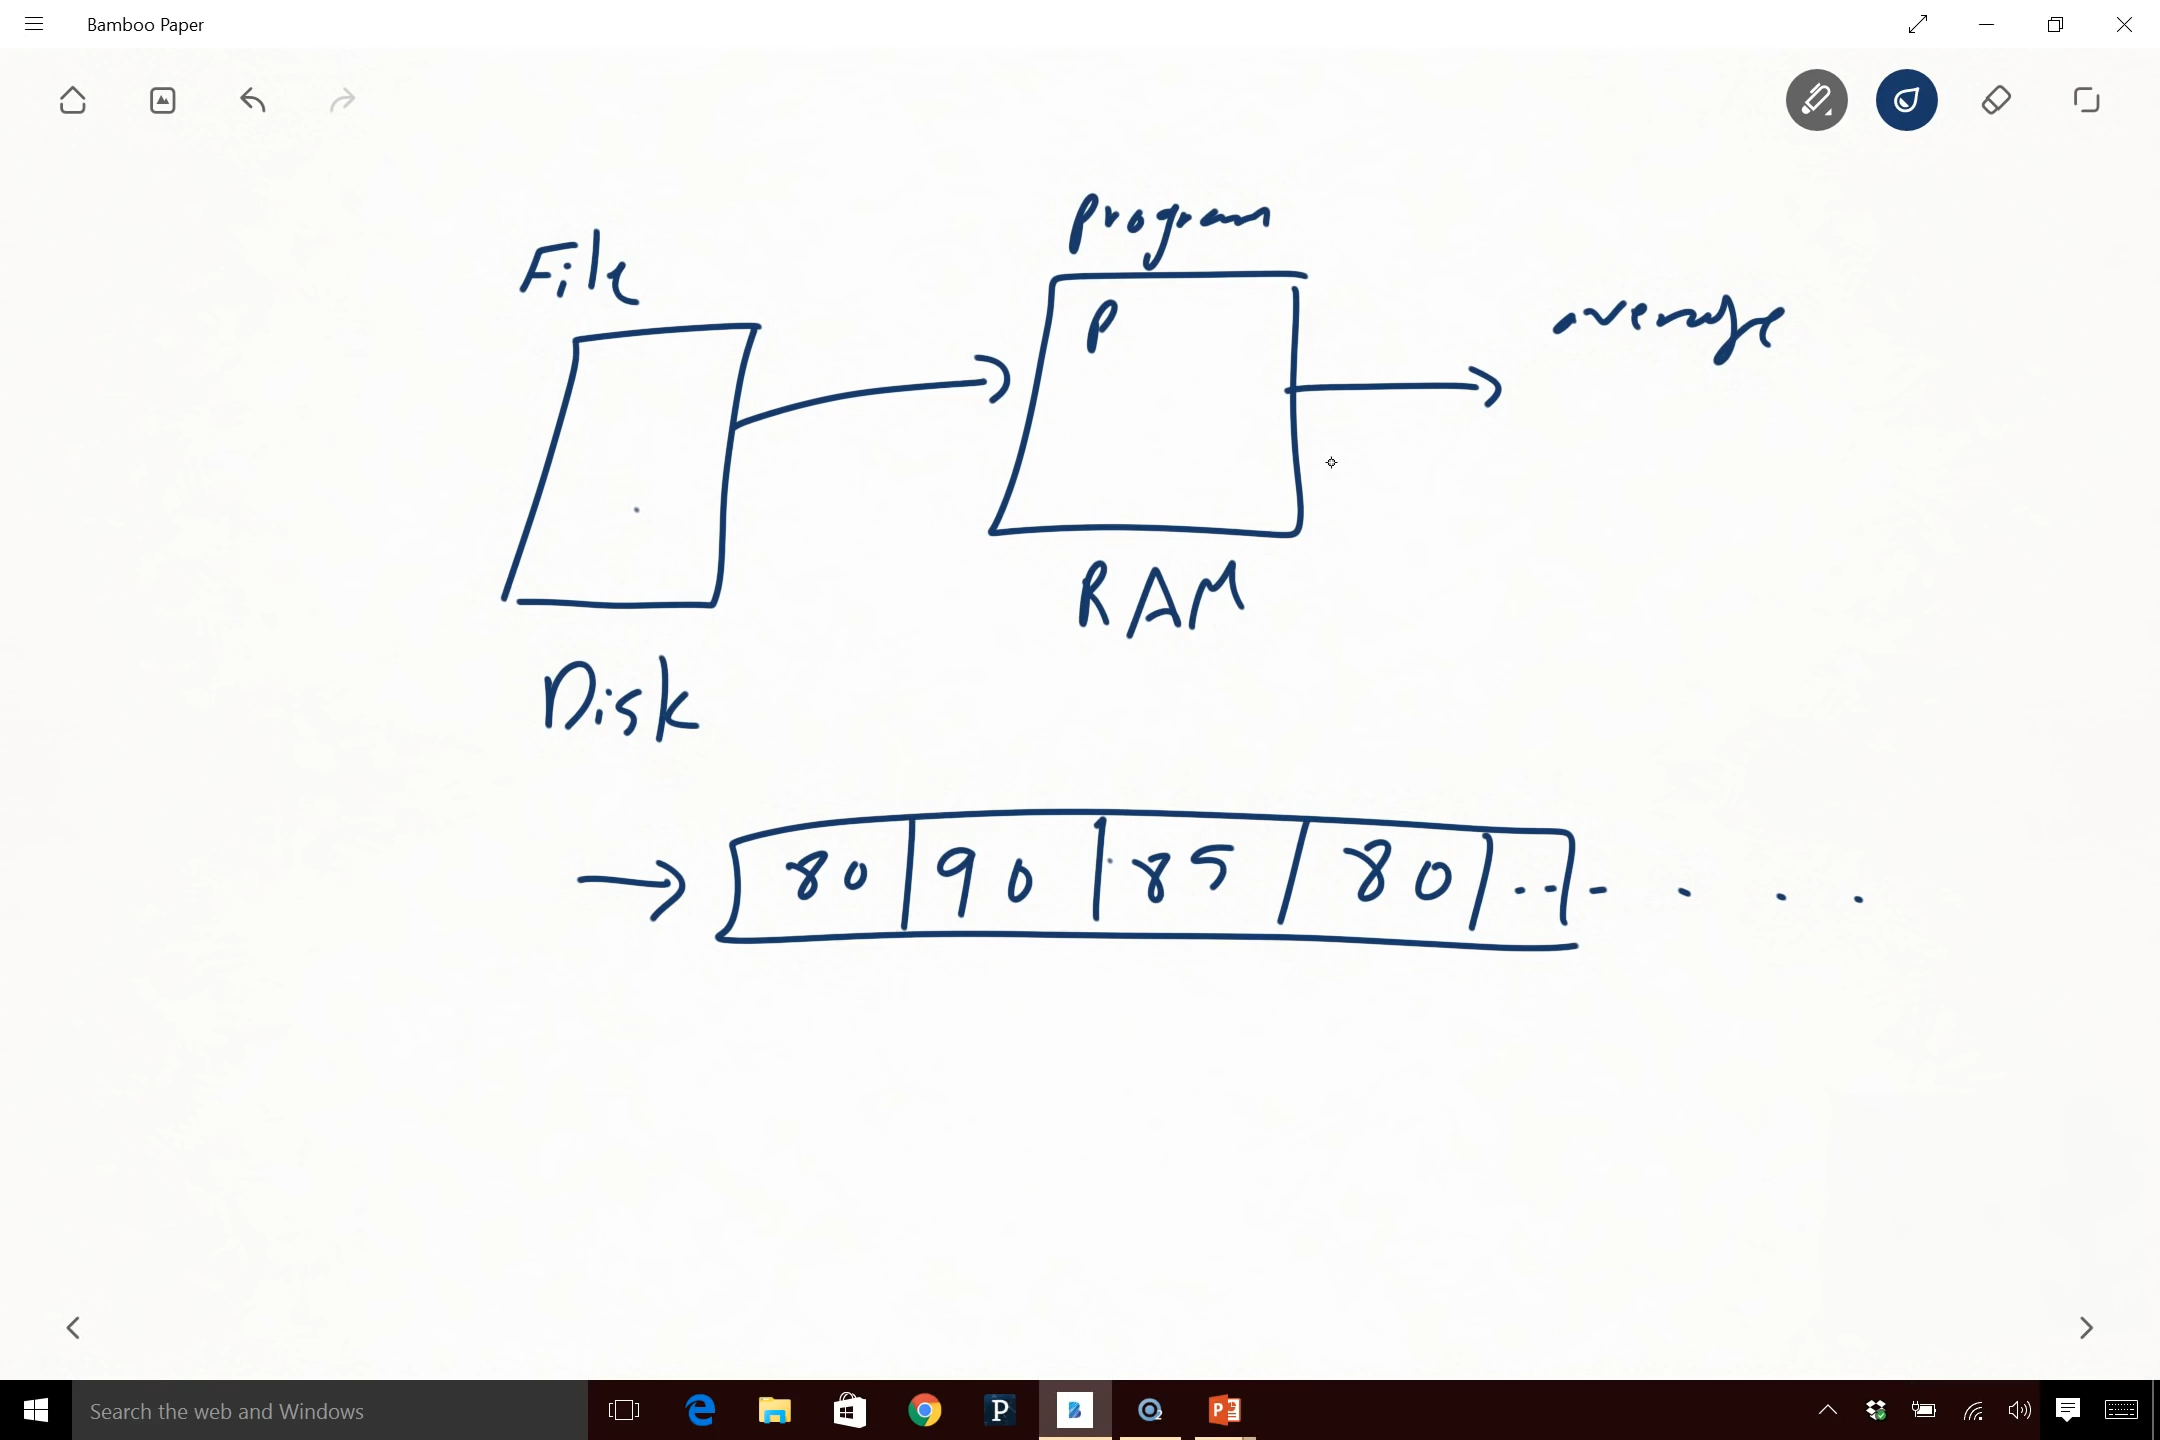 Bamboo Paper
Program
File
P
average
RAM
Disk
80 90 85 80 ..-- . . .
Search the web and Windows